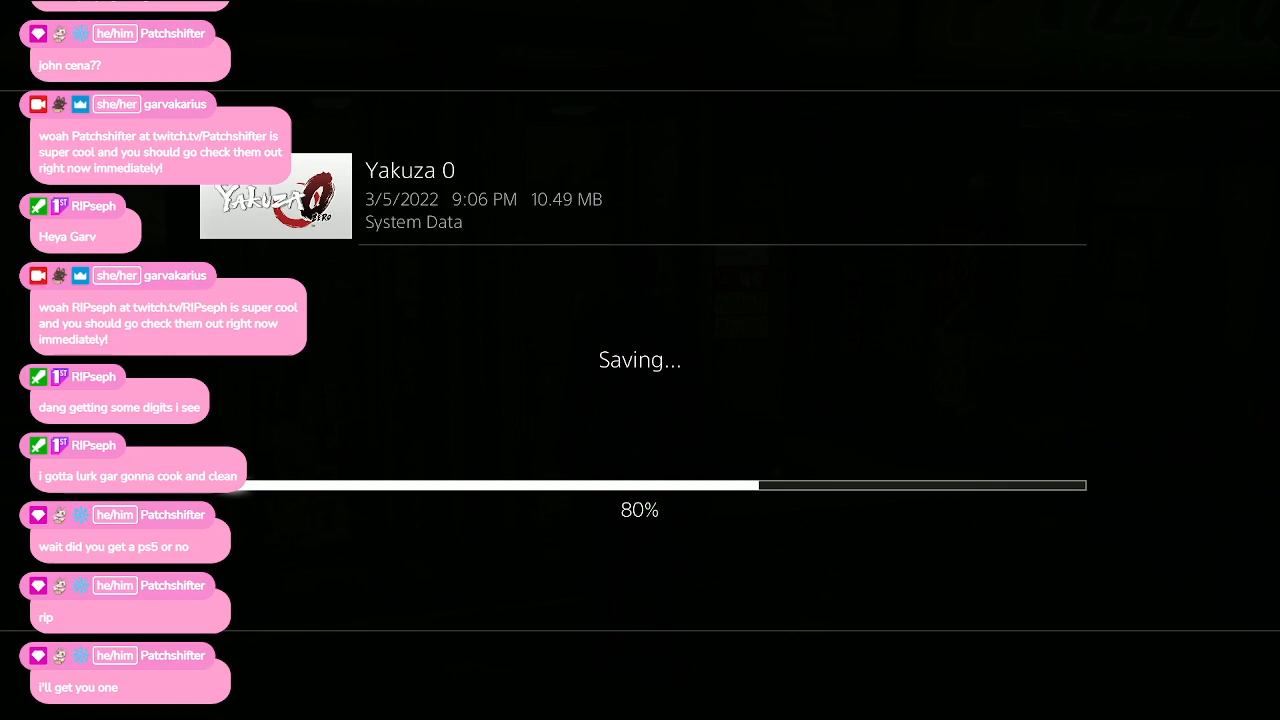 he/him Patchshifter
john cena??
she/her garvakarius
woah Patchshifter at twitch.tv/Patchshifter is
super cool and you should go check them out
right now immediately!
YAKUZA 0
ZERO
Yakuza 0
3/5/2022 9:06 PM 10.49 MB
System Data
1ST RIPseph
Heya Garv
she/her garvakarius
woah RIPseph at twitch.tv/RIPseph is super cool
and you should go check them out right now
immediately!
Saving...
1ST RIPseph
dang getting some digits i see
1ST RIPseph
i gotta lurk gar gonna cook and clean
80%
he/him Patchshifter
wait did you get a ps5 or no
he/him Patchshifter
rip
he/him Patchshifter
i'll get you one